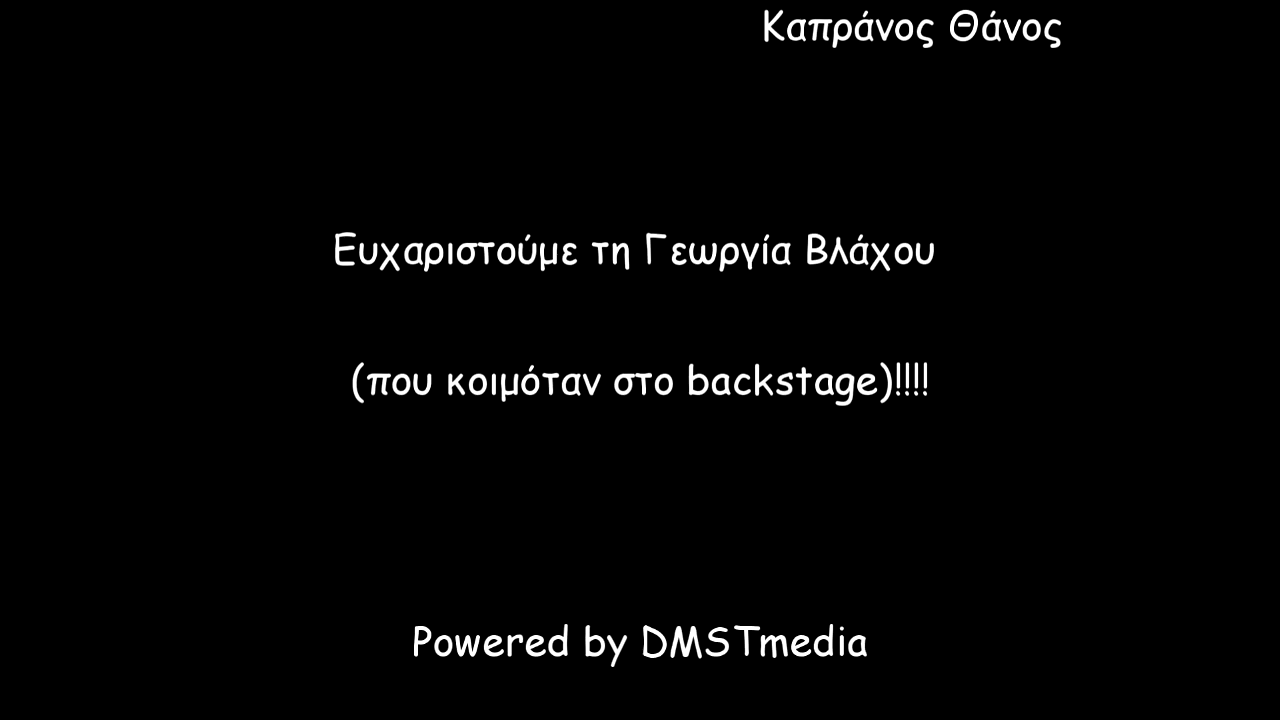 Καπράνος Θάνος
Ευχαριστούμε τη Γεωργία Βλάχου
(που κοιμόταν στο backstage)!!!!
Powered by DMSTmedia